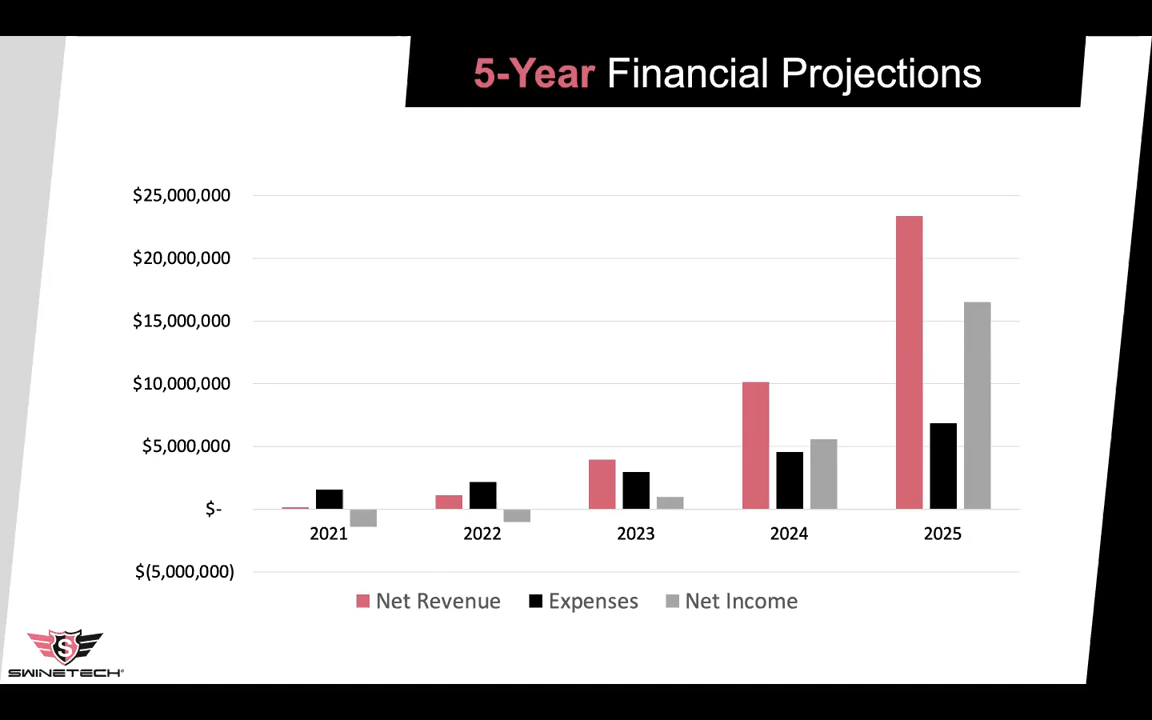 5-Year Financial Projections
$25,000,000
$20,000,000
$15,000,000
$10,000,000
$5,000,000
$-
2021 2022 2023 2024 2025
$(5,000,000)
Net Revenue Expenses Net Income
S
SWINETECH®